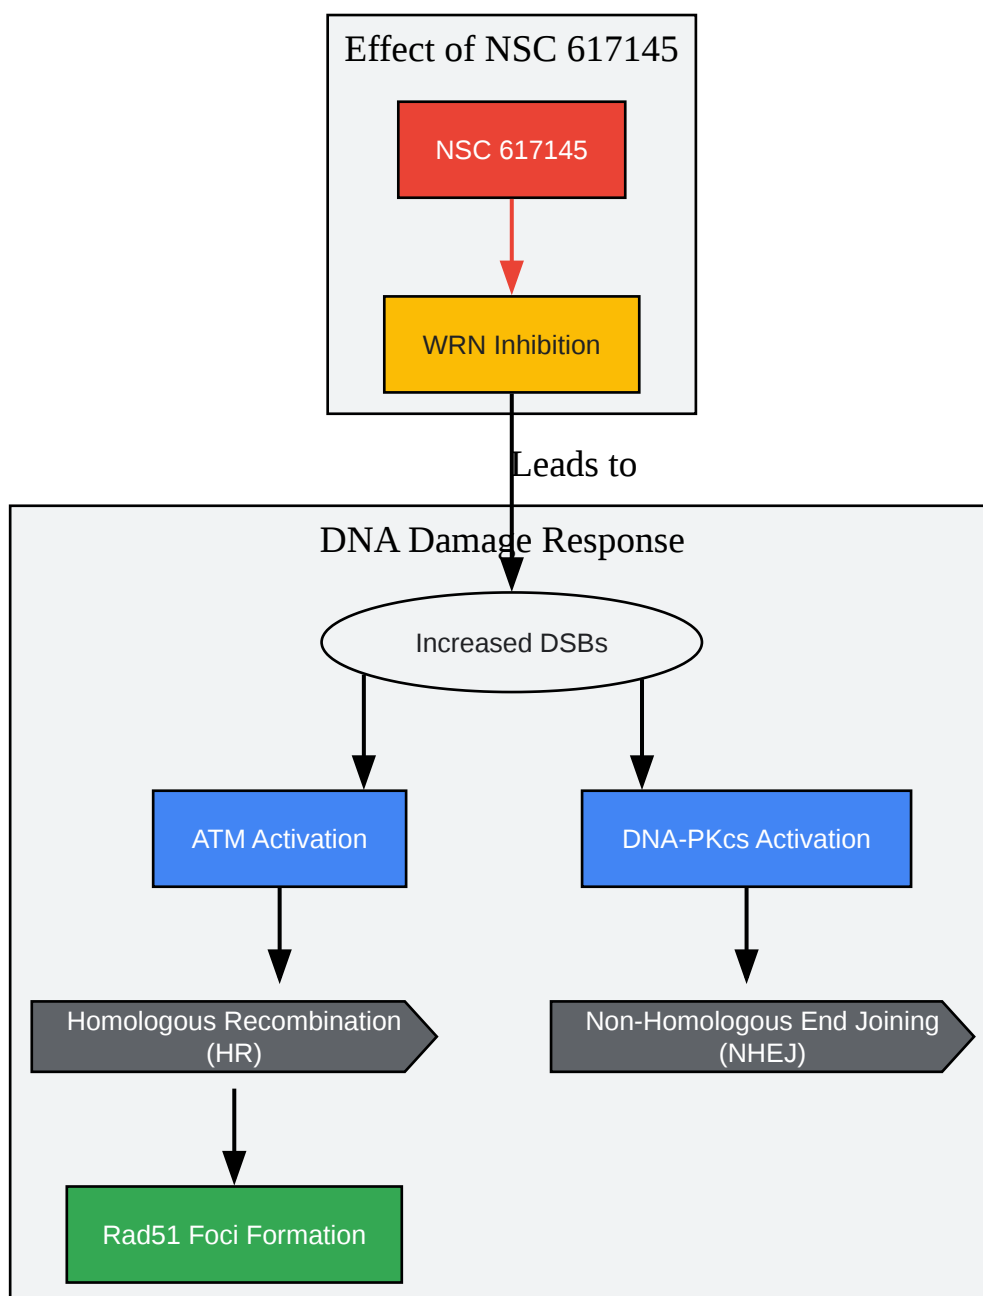 Effect of NSC 617145
NSC 617145
WRN Inhibition
Leads to
DNA Damage Response
Increased DSBs
ATM Activation
DNA-PKcs Activation
Homologous Recombination
(HR)
Non-Homologous End Joining
(NHEJ)
Rad51 Foci Formation